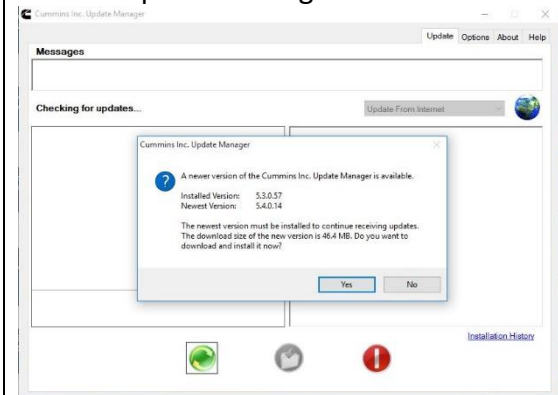 Cummins Inc. Update Manager
Update Options About Help
Messages
Checking for updates...
Update From Internet
Cummins Inc. Update Manager
A newer version of the Cummins Inc. Update Manager is available.
Installed Version: 5.3.0.57
Newest Version: 5.4.0.14
The newest version must be installed to continue receiving updates.
The download size of the new version is 46.4 MB. Do you want to
download and install it now?
Yes No
Installation History